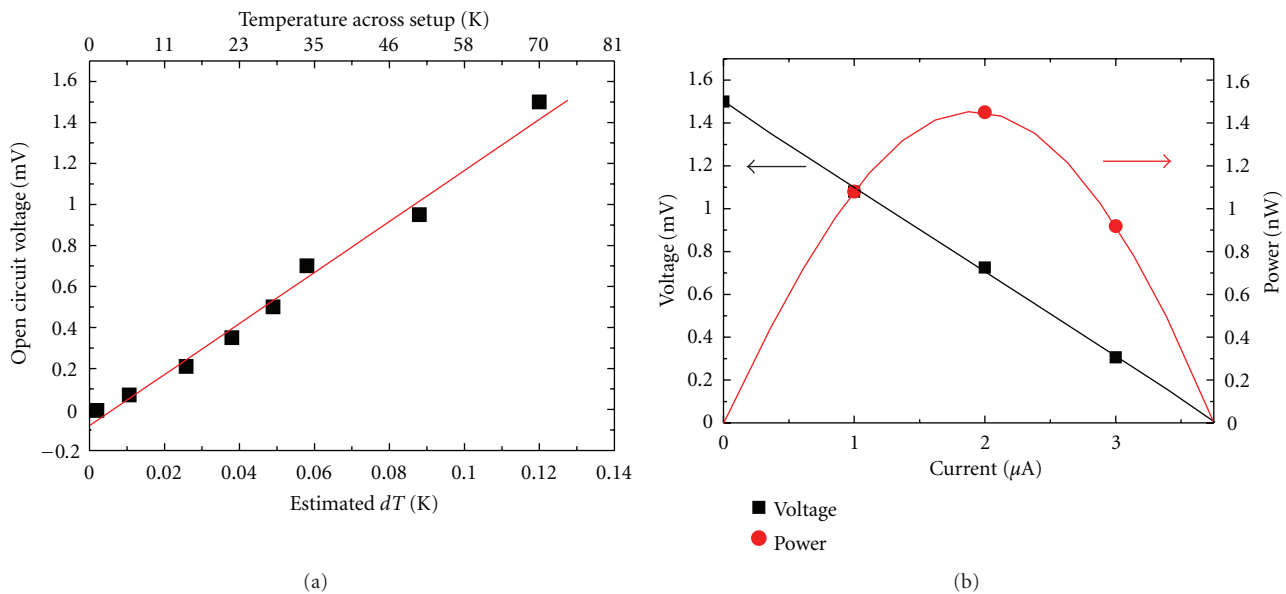 Temperature across setup (K)
0 11 23 35 46 58 70 81
Open circuit voltage (mV)
1.6
1.4
1.2
1
0.8
0.6
0.4
0.2
0
−0.2
0 0.02 0.04 0.06 0.08 0.1 0.12 0.14
Estimated dT (K)
(a)
Voltage (mV)
1.6
1.4
1.2
1
0.8
0.6
0.4
0.2
0
0 1 2 3
Current (μA)
1.6
1.4
1.2
1
0.8
0.6
0.4
0.2
0
Power (nW)
Voltage
Power
(b)